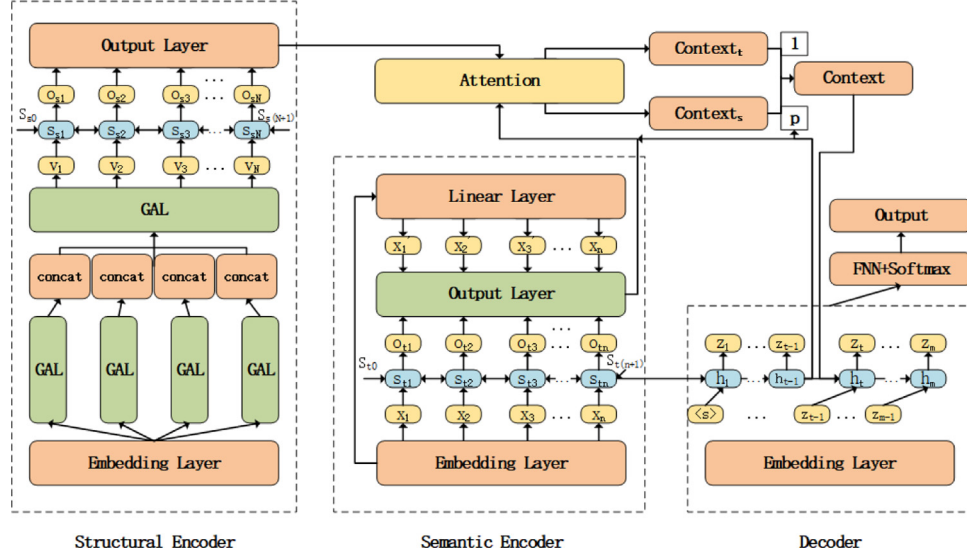 Output Layer
O_s1 O_s2 O_s3 ... O_sN
S_s0 S_s1 S_s2 S_s3 ... S_sN S_s(N+1)
V_1 V_2 V_3 ... V_N
GAL
concat concat concat concat
GAL GAL GAL GAL
Embedding Layer
Structural Encoder
Attention
Context_t
Context_s
l
p
Context
Linear Layer
X_1' X_2' X_3' ... X_n'
Output Layer
O_t1 O_t2 O_t3 ... O_tn
S_t0 S_t1 S_t2 S_t3 ... S_tn S_t(n+1)
X_1 X_2 X_3 ... X_n
Embedding Layer
Semantic Encoder
Output
FNN+Softmax
z_1 ... z_t-1 z_t ... z_m
h_1 ... h_t-1 h_t ... h_m
<s> ... z_t-1 ... z_m-1
Embedding Layer
Decoder